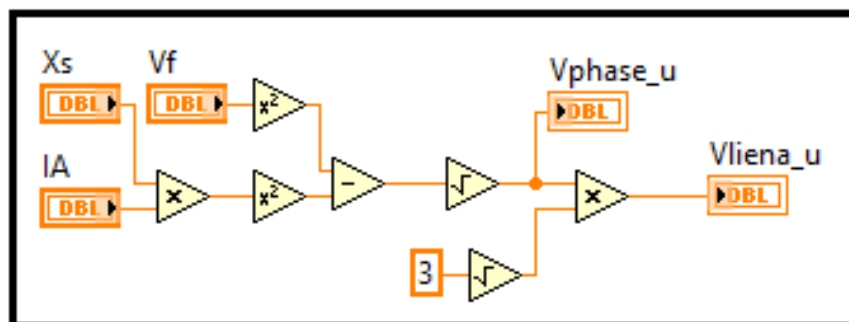 Xs
Vf
Vphase_u
DBL
DBL
x²
DBL
Vliena_u
IA
DBL
×
x²
−
√
×
DBL
3
√